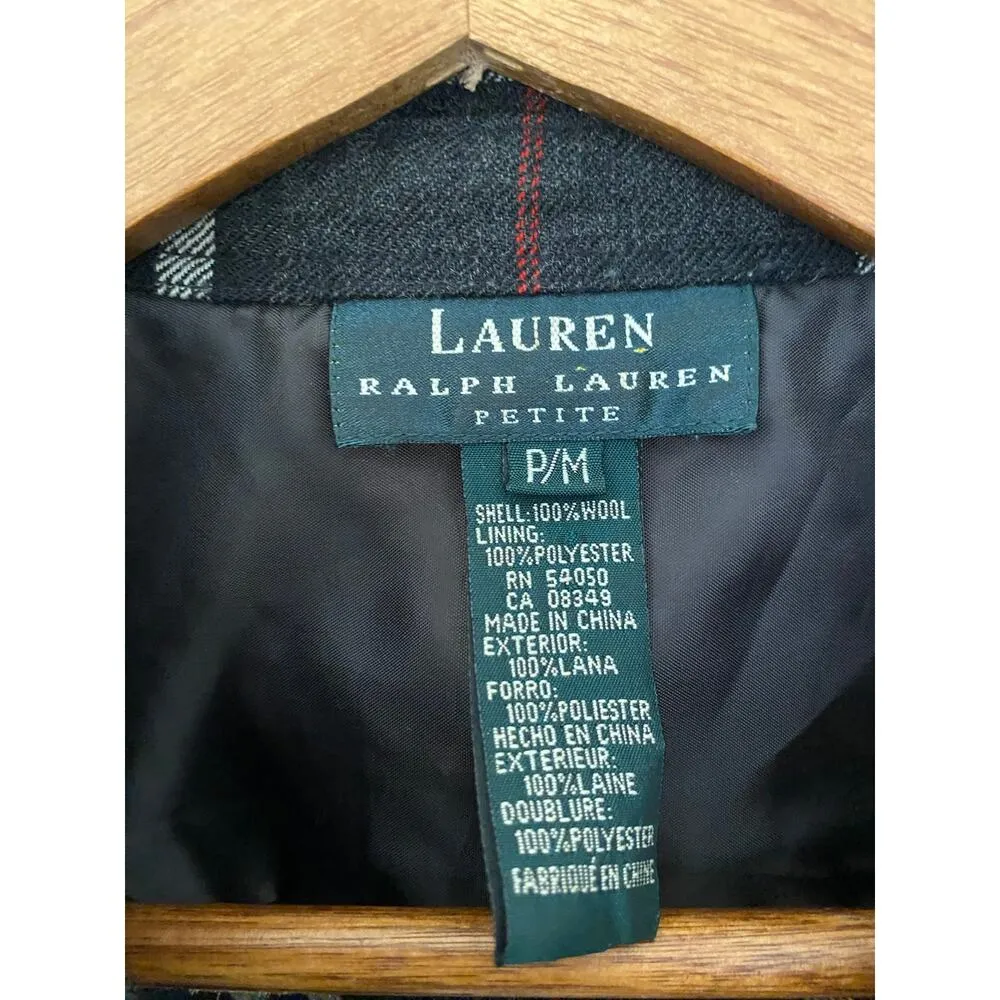 LAUREN
RALPH LAUREN
PETITE
P/M
SHELL:100%WOOL
LINING:
100%POLYESTER
RN 54050
CA 08349
MADE IN CHINA
EXTERIOR:
100%LANA
FORRO:
100%POLIESTER
HECHO EN CHINA
EXTERIEUR:
100%LAINE
DOUBLURE:
100%POLYESTER
FABRIQUÉ EN CHINE